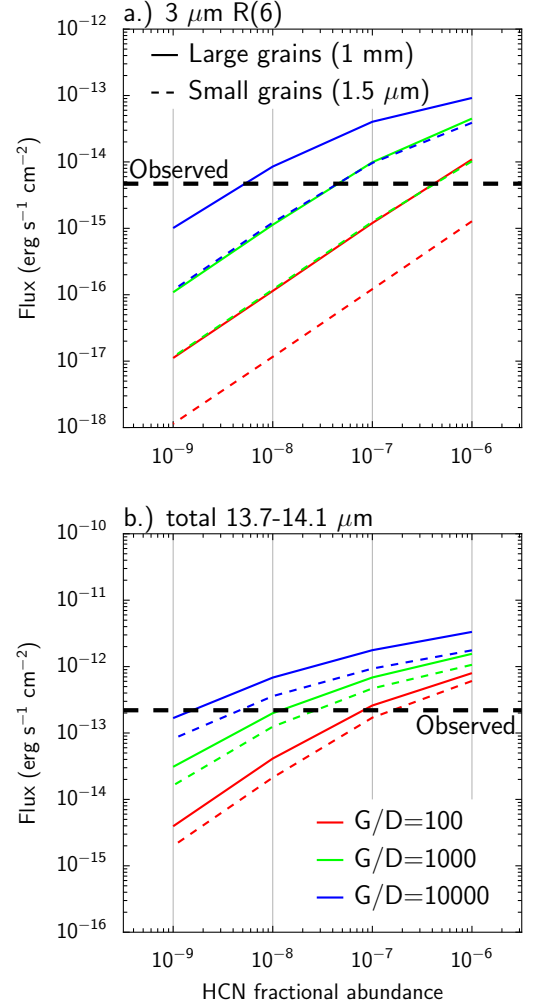 a.) 3 μm R(6)
10⁻¹²
10⁻¹³
10⁻¹⁴
10⁻¹⁵
10⁻¹⁶
10⁻¹⁷
10⁻¹⁸
Flux (erg s⁻¹ cm⁻²)
Large grains (1 mm)
Small grains (1.5 μm)
Observed
10⁻⁹ 10⁻⁸ 10⁻⁷ 10⁻⁶
b.) total 13.7-14.1 μm
10⁻¹⁰
10⁻¹¹
10⁻¹²
10⁻¹³
10⁻¹⁴
10⁻¹⁵
10⁻¹⁶
Flux (erg s⁻¹ cm⁻²)
Observed
G/D=100
G/D=1000
G/D=10000
10⁻⁹ 10⁻⁸ 10⁻⁷ 10⁻⁶
HCN fractional abundance